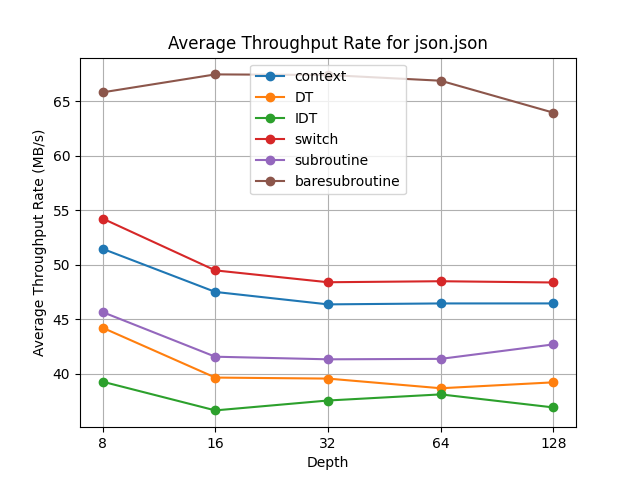 Average Throughput Rate for json.json
context
DT
IDT
switch
subroutine
baresubroutine
Average Throughput Rate (MB/s)
65
60
55
50
45
40
8 16 32 64 128
Depth